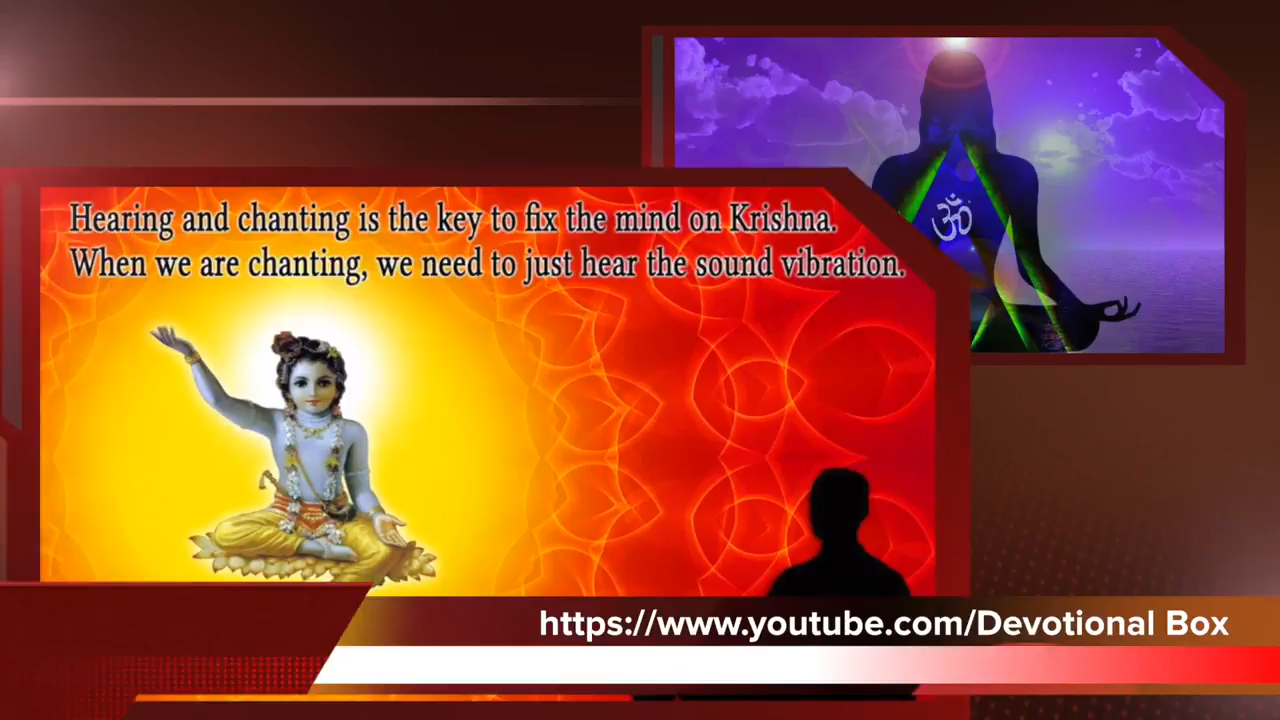 Hearing and chanting is the key to fix the mind on Krishna.
When we are chanting, we need to just hear the sound vibration.
ॐ
https://www.youtube.com/Devotional Box